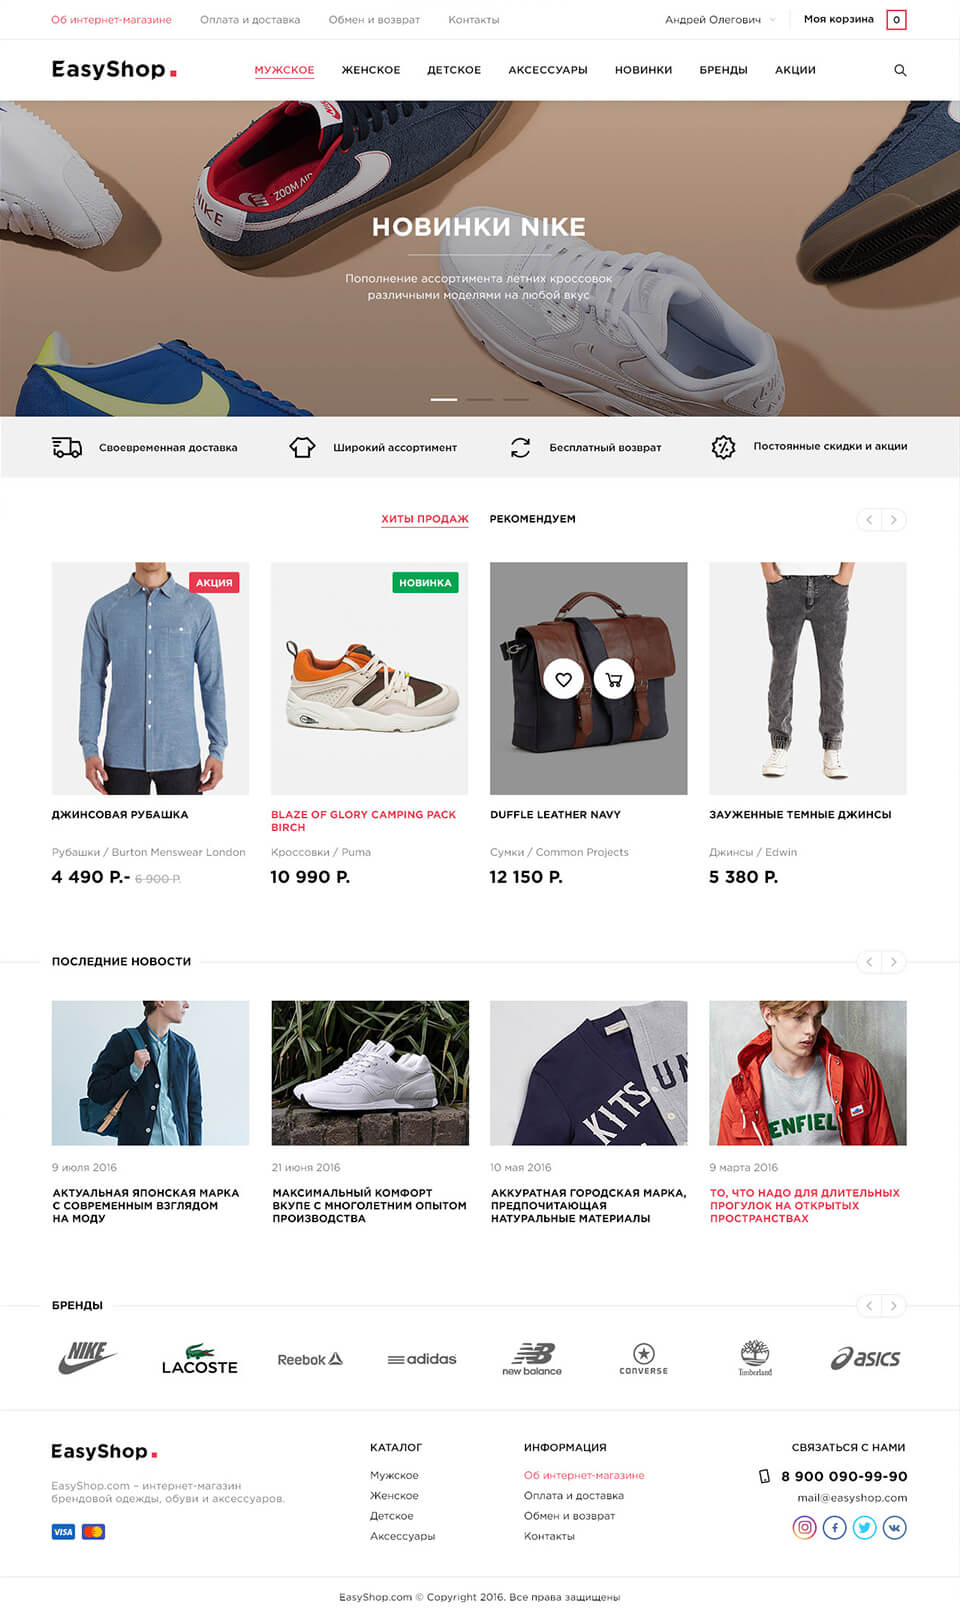 Об интернет-магазине Оплата и доставка Обмен и возврат Контакты Андрей Олегович Моя корзина 0
EasyShop.
МУЖСКОЕ ЖЕНСКОЕ ДЕТСКОЕ АКСЕССУАРЫ НОВИНКИ БРЕНДЫ АКЦИИ
NIKE
ZOOM AIR
НОВИНКИ NIKE
Пополнение ассортимента летних кроссовок
различными моделями на любой вкус
Своевременная доставка Широкий ассортимент Бесплатный возврат Постоянные скидки и акции
ХИТЫ ПРОДАЖ РЕКОМЕНДУЕМ
АКЦИЯ
НОВИНКА
ДЖИНСОВАЯ РУБАШКА
Рубашки / Burton Menswear London
4 490 Р.- 6 900 Р.
BLAZE OF GLORY CAMPING PACK
BIRCH
Кроссовки / Puma
10 990 Р.
DUFFLE LEATHER NAVY
Сумки / Common Projects
12 150 Р.
ЗАУЖЕННЫЕ ТЕМНЫЕ ДЖИНСЫ
Джинсы / Edwin
5 380 Р.
ПОСЛЕДНИЕ НОВОСТИ
KITS
UN
ENFIEL
9 июля 2016
АКТУАЛЬНАЯ ЯПОНСКАЯ МАРКА
С СОВРЕМЕННЫМ ВЗГЛЯДОМ
НА МОДУ
21 июня 2016
МАКСИМАЛЬНЫЙ КОМФОРТ
ВКУПЕ С МНОГОЛЕТНИМ ОПЫТОМ
ПРОИЗВОДСТВА
10 мая 2016
АККУРАТНАЯ ГОРОДСКАЯ МАРКА,
ПРЕДПОЧИТАЮЩАЯ
НАТУРАЛЬНЫЕ МАТЕРИАЛЫ
9 марта 2016
ТО, ЧТО НАДО ДЛЯ ДЛИТЕЛЬНЫХ
ПРОГУЛОК НА ОТКРЫТЫХ
ПРОСТРАНСТВАХ
БРЕНДЫ
NIKE LACOSTE Reebok adidas new balance CONVERSE Timberland asics
EasyShop.
EasyShop.com – интернет-магазин
брендовой одежды, обуви и аксессуаров.
VISA
КАТАЛОГ
Мужское
Женское
Детское
Аксессуары
ИНФОРМАЦИЯ
Об интернет-магазине
Оплата и доставка
Обмен и возврат
Контакты
СВЯЗАТЬСЯ С НАМИ
8 900 090-99-90
mail@easyshop.com
EasyShop.com © Copyright 2016. Все права защищены